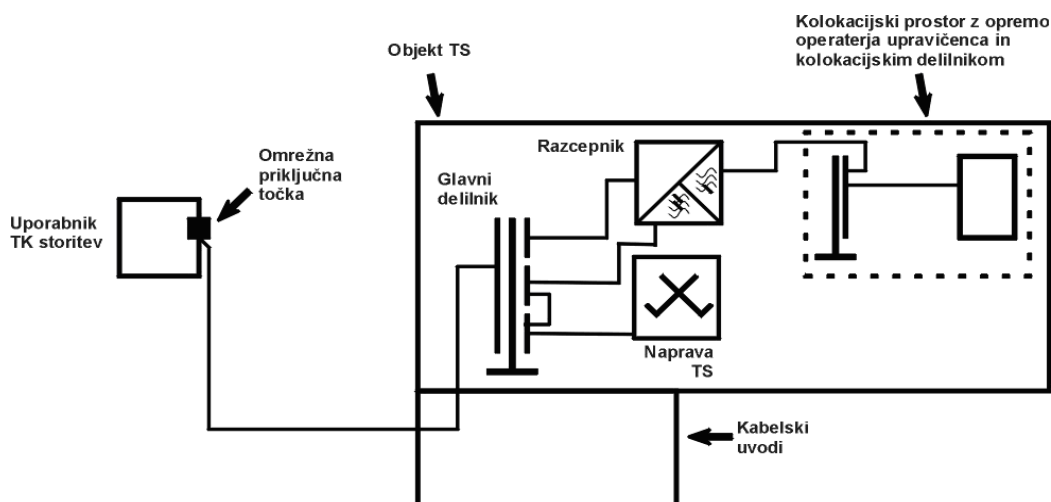 Kolokacijski prostor z opremo
operaterja upravičenca in
kolokacijskim delilnikom
Objekt TS
Razcepnik
Omrežna
priključna
točka
Glavni
delilnik
Uporabnik
TK storitev
Naprava
TS
Kabelski
uvodi